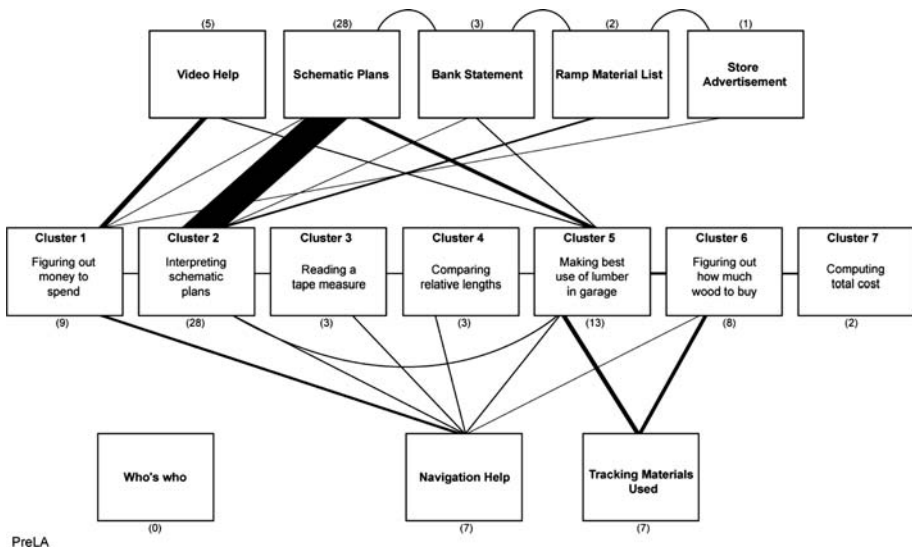 (5)
(28)
(3)
(2)
(1)
Video Help
Schematic Plans
Bank Statement
Ramp Material List
Store
Advertisement
Cluster 1
Figuring out
money to
spend
(9)
Cluster 2
Interpreting
schematic
plans
(28)
Cluster 3
Reading a
tape measure
(3)
Cluster 4
Comparing
relative lengths
(3)
Cluster 5
Making best
use of lumber
in garage
(13)
Cluster 6
Figuring out
how much
wood to buy
(8)
Cluster 7
Computing
total cost
(2)
Who's who
(0)
Navigation Help
(7)
Tracking Materials
Used
(7)
PreLA